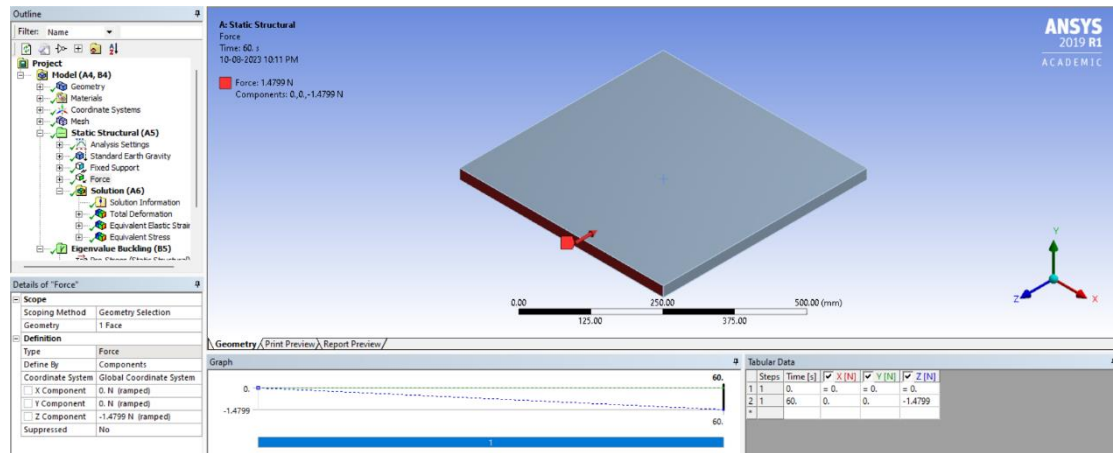 Outline
Filter: Name
Project
Model (A4, B4)
Geometry
Materials
Coordinate Systems
Mesh
Static Structural (A5)
Analysis Settings
Standard Earth Gravity
Fixed Support
Force
Solution (A6)
Solution Information
Total Deformation
Equivalent Elastic Strair
Equivalent Stress
Eigenvalue Buckling (B5)
Details of "Force"
Scope
Scoping Method Geometry Selection
Geometry 1 Face
Definition
Type Force
Define By Components
Coordinate System Global Coordinate System
X Component 0. N (ramped)
Y Component 0. N (ramped)
Z Component -1.4799 N (ramped)
Suppressed No
A: Static Structural
Force
Time: 60. s
10-08-2023 10:11 PM
Force: 1.4799 N
Components: 0.,0.,-1.4799 N
ANSYS
2019 R1
ACADEMIC
0.00 250.00 500.00 (mm)
125.00 375.00
Y
Z X
Geometry Print Preview Report Preview
Graph
60.
0.
-1.4799
60.
1
Tabular Data
Steps Time [s] X [N] Y [N] Z [N]
1 1 0. = 0. = 0. = 0.
2 1 60. 0. 0. -1.4799
*